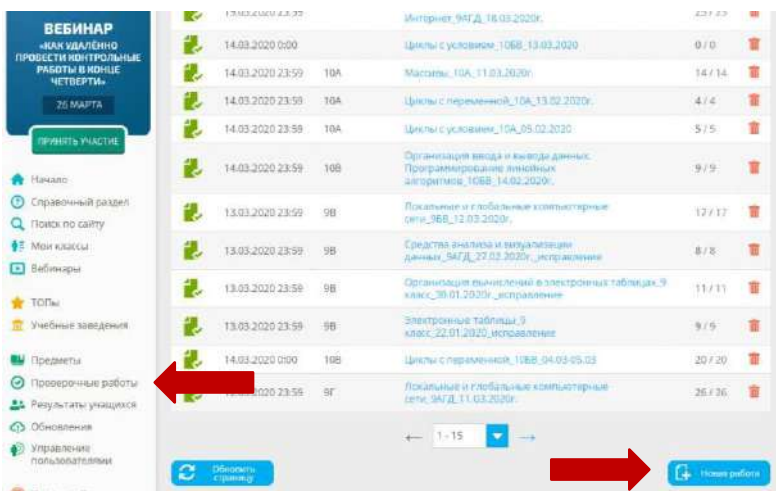 ВЕБИНАР
«КАК УДАЛЁННО
ПРОВЕСТИ КОНТРОЛЬНЫЕ
РАБОТЫ В КОНЦЕ
ЧЕТВЕРТИ»
26 МАРТА
ПРИНЯТЬ УЧАСТИЕ
Начало
Справочный раздел
Поиск по сайту
Мои классы
Вебинары
ТОПы
Учебные заведения
Предметы
Проверочные работы
Результаты учащихся
Обновления
Управление
пользователями
Интернет_9АГД_18.03.2020г.
14.03.2020 0:00 Циклы с условием_10БВ_13.03.2020 0 / 0
14.03.2020 23:59 10А Массивы_10А_11.03.2020г. 14 / 14
14.03.2020 23:59 10А Циклы с переменной_10А_13.02.2020г. 4 / 4
14.03.2020 23:59 10А Циклы с условием_10А_05.02.2020 5 / 5
14.03.2020 23:59 10В Организация ввода и вывода данных.
Программирование линейных
алгоритмов_10БВ_14.02.2020г. 9 / 9
13.03.2020 23:59 9В Локальные и глобальные компьютерные
сети_9БВ_12.03.2020г. 17 / 17
13.03.2020 23:59 9В Средства анализа и визуализации
данных_9АГД_27.02.2020г._исправление 8 / 8
13.03.2020 23:59 9В Организация вычислений в электронных таблицах_9
класс_30.01.2020г._исправление 11 / 11
13.03.2020 23:59 9В Электронные таблицы_9
класс_22.01.2020_исправление 9 / 9
14.03.2020 0:00 10В Циклы с переменной_10БВ_04.03-05.03 20 / 20
2020 23:59 9Г Локальные и глобальные компьютерные
сети_9АГД_11.03.2020г. 26 / 26
1 - 15
Обновить
страницу
Новая работа